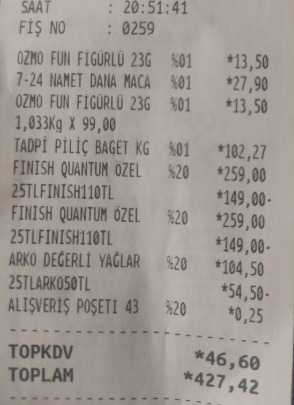 SAAT : 20:51:41
FİŞ NO : 0259
OZMO FUN FİGÜRLÜ 23G %01 *13,50
7-24 NAMET DANA MACA %01 *27,90
OZMO FUN FİGÜRLÜ 23G %01 *13,50
1,033Kg X 99,00
TADPİ PİLİÇ BAGET KG %01 *102,27
FINISH QUANTUM ÖZEL %20 *259,00
25TLFINISH110TL *149,00-
FINISH QUANTUM ÖZEL %20 *259,00
25TLFINISH110TL *149,00-
ARKO DEĞERLİ YAĞLAR %20 *104,50
25TLARKO50TL *54,50-
ALIŞVERİŞ POŞETİ 43 %20 *0,25
TOPKDV *46,60
TOPLAM *427,42